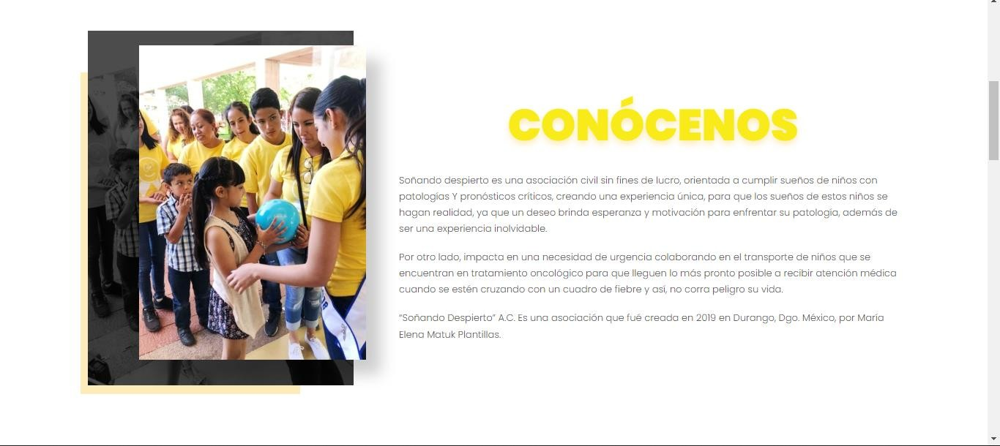 CONÓCENOS
Soñando despierto es una asociación civil sin fines de lucro, orientada a cumplir sueños de niños con
patologías Y pronósticos críticos, creando una experiencia única, para que los sueños de estos niños se
hagan realidad, ya que un deseo brinda esperanza y motivación para enfrentar su patología, además de
ser una experiencia inolvidable.
Por otro lado, impacta en una necesidad de urgencia colaborando en el transporte de niños que se
encuentran en tratamiento oncológico para que lleguen lo más pronto posible a recibir atención médica
cuando se estén cruzando con un cuadro de fiebre y así, no corra peligro su vida.
“Soñando Despierto” A.C. Es una asociación que fué creada en 2019 en Durango, Dgo. México, por María
Elena Matuk Plantillas.